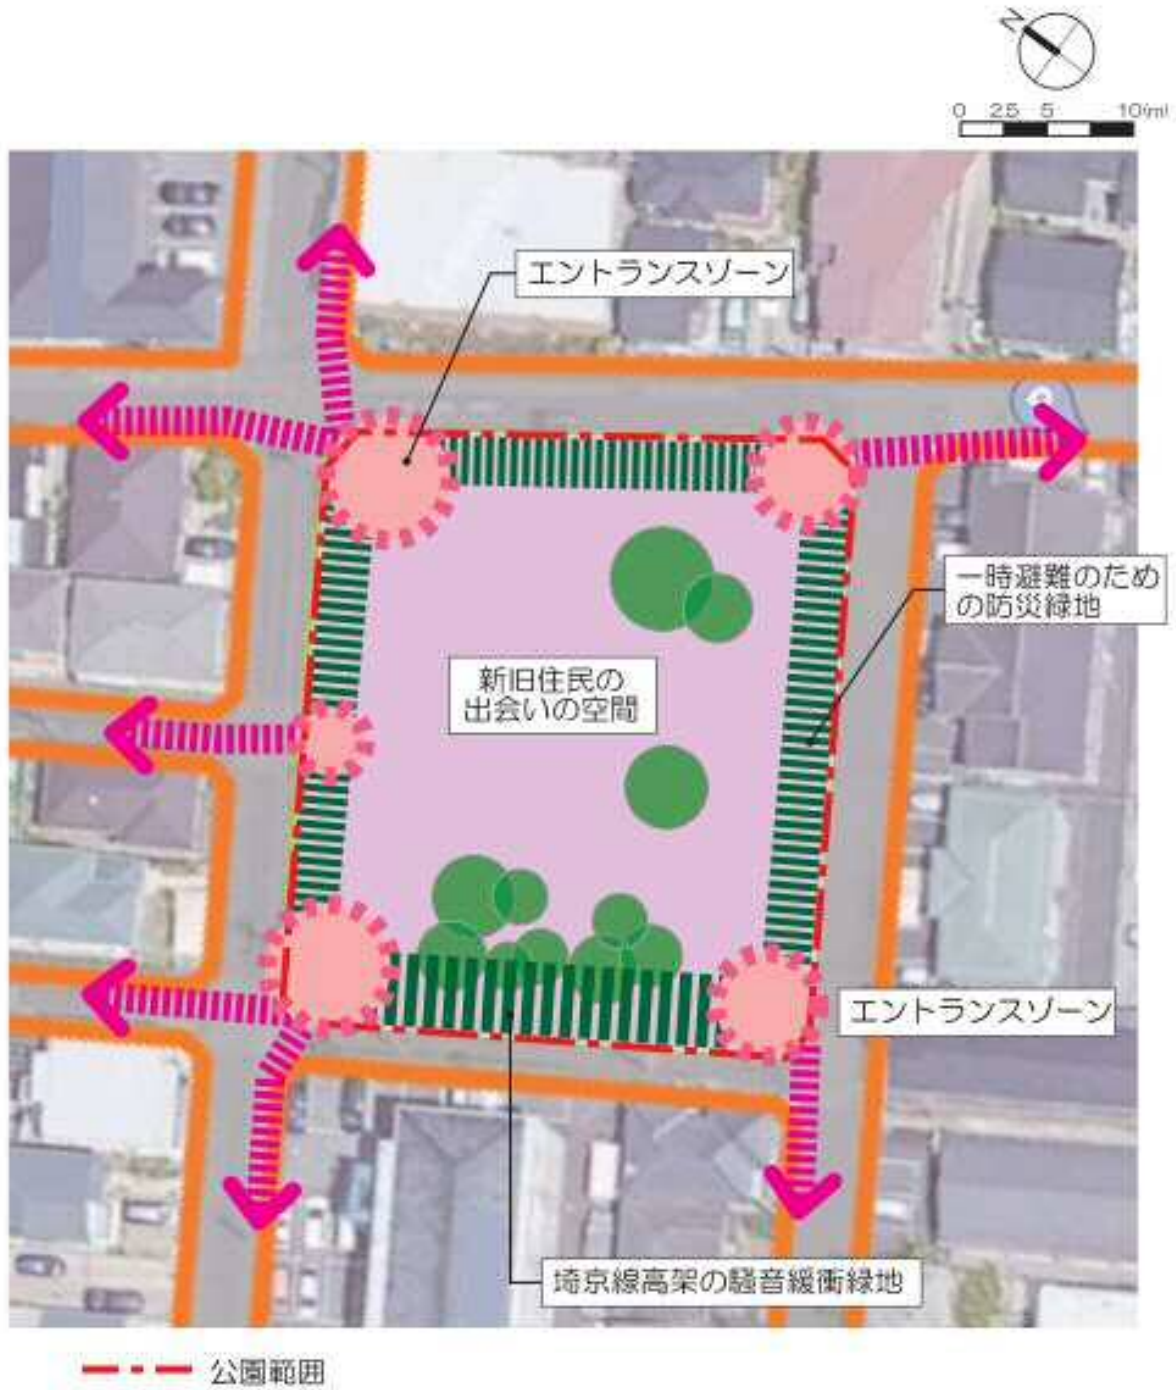 N
0 2.5 5 10(m)
エントランスゾーン
一時避難のため
の防災緑地
新旧住民の
出会いの空間
エントランスゾーン
埼京線高架の騒音緩衝緑地
公園範囲